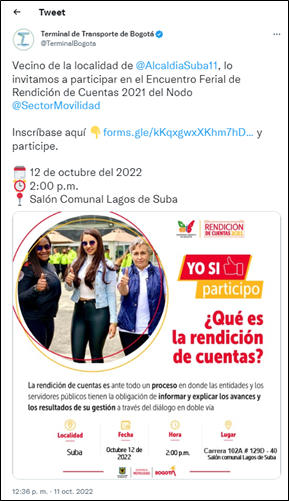 Tweet
Terminal de Transporte de Bogotá
@TerminalBogota
Vecino de la localidad de @AlcaldiaSuba11, lo
invitamos a participar en el Encuentro Ferial de
Rendición de Cuentas 2021 del Nodo
@SectorMovilidad
Inscríbase aquí 👇 forms.gle/kKqxgwxXKhm7hD... y
participe.
🗓 12 de octubre del 2022
⏰ 2:00 p.m.
📍 Salón Comunal Lagos de Suba
RENDICIÓN
DE CUENTAS 2021
YO SI
participo
¿Qué es
la rendición
de cuentas?
La rendición de cuentas es ante todo un proceso en donde las entidades y los
servidores públicos tienen la obligación de informar y explicar los avances y
los resultados de su gestión a través del diálogo en doble vía
Localidad
Suba
Fecha
Octubre 12 de
2022
Hora
2:00 p.m.
Lugar
Carrera 102A # 129D - 40
Salón comunal Lagos de Suba
BOGOTÁ
12:36 p. m. · 11 oct. 2022